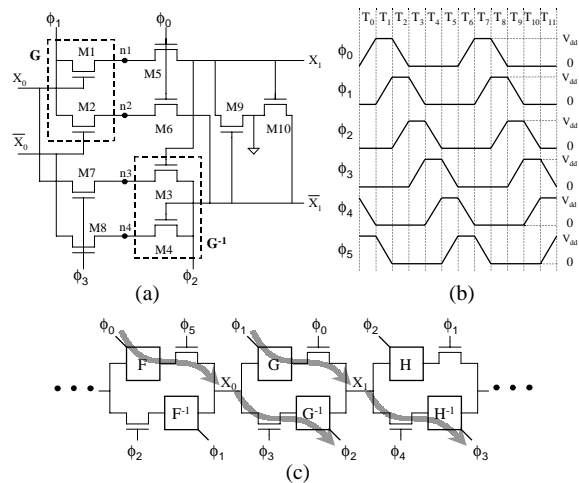 ϕ1
ϕ0
G
M1
n1
X1
X0
M5
M2
n2
M9
M6
M10
X̅0
M7
n3
M3
X̅1
M8
n4
M4
G-1
ϕ3
ϕ2
(a)
T0 T1 T2 T3 T4 T5 T6 T7 T8 T9 T10 T11
ϕ0
Vdd
0
ϕ1
Vdd
0
ϕ2
Vdd
0
ϕ3
Vdd
0
ϕ4
Vdd
0
ϕ5
Vdd
0
(b)
ϕ0 ϕ5 ϕ1 ϕ0 ϕ2 ϕ1
F G H
X0 X1
F-1 G-1 H-1
ϕ2 ϕ1 ϕ3 ϕ2 ϕ4 ϕ3
(c)